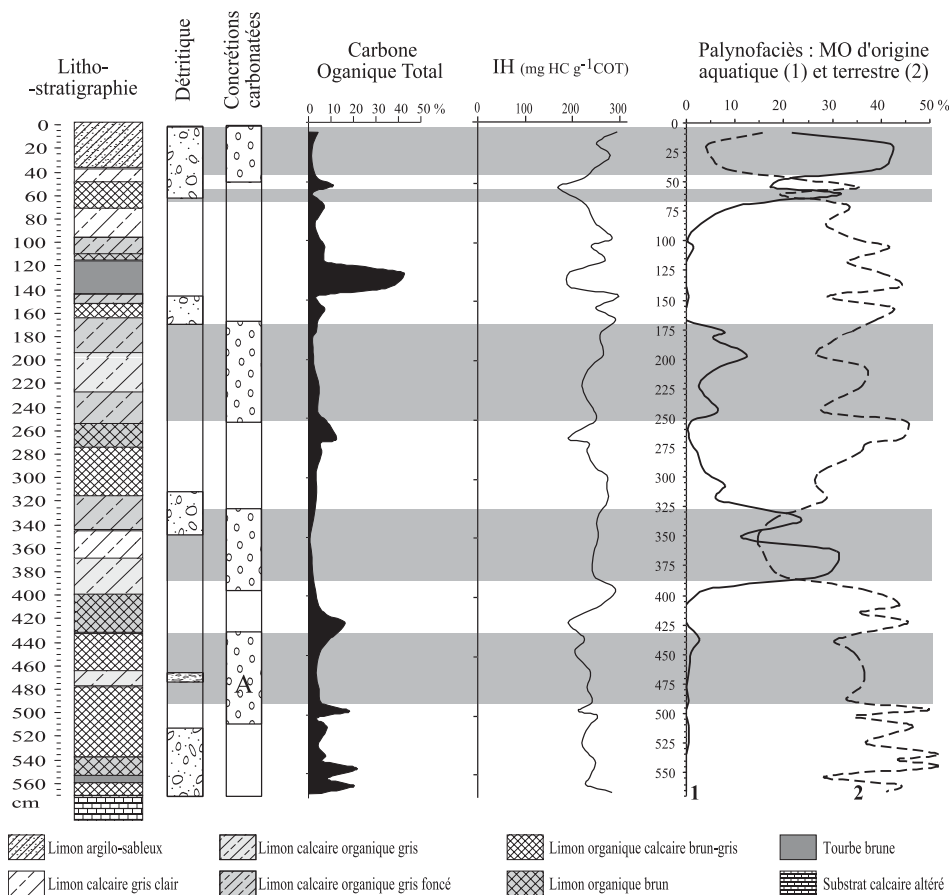 Litho-
-stratigraphie
Détritique
Concrétions
carbonatées
Carbone
Oganique Total
IH (mg HC g-1COT)
Palynofaciès : MO d'origine
aquatique (1) et terrestre (2)
0 10 20 30 40 50 %
0 100 200 300
0 10 20 30 40 50 %
0
20
40
60
80
100
120
140
160
180
200
220
240
260
280
300
320
340
360
380
400
420
440
460
480
500
520
540
560
cm
A
0
25
50
75
100
125
150
175
200
225
250
275
300
325
350
375
400
425
450
475
500
525
550
1 2
Limon argilo-sableux
Limon calcaire organique gris
Limon organique calcaire brun-gris
Tourbe brune
Limon calcaire gris clair
Limon calcaire organique gris foncé
Limon organique brun
Substrat calcaire altéré